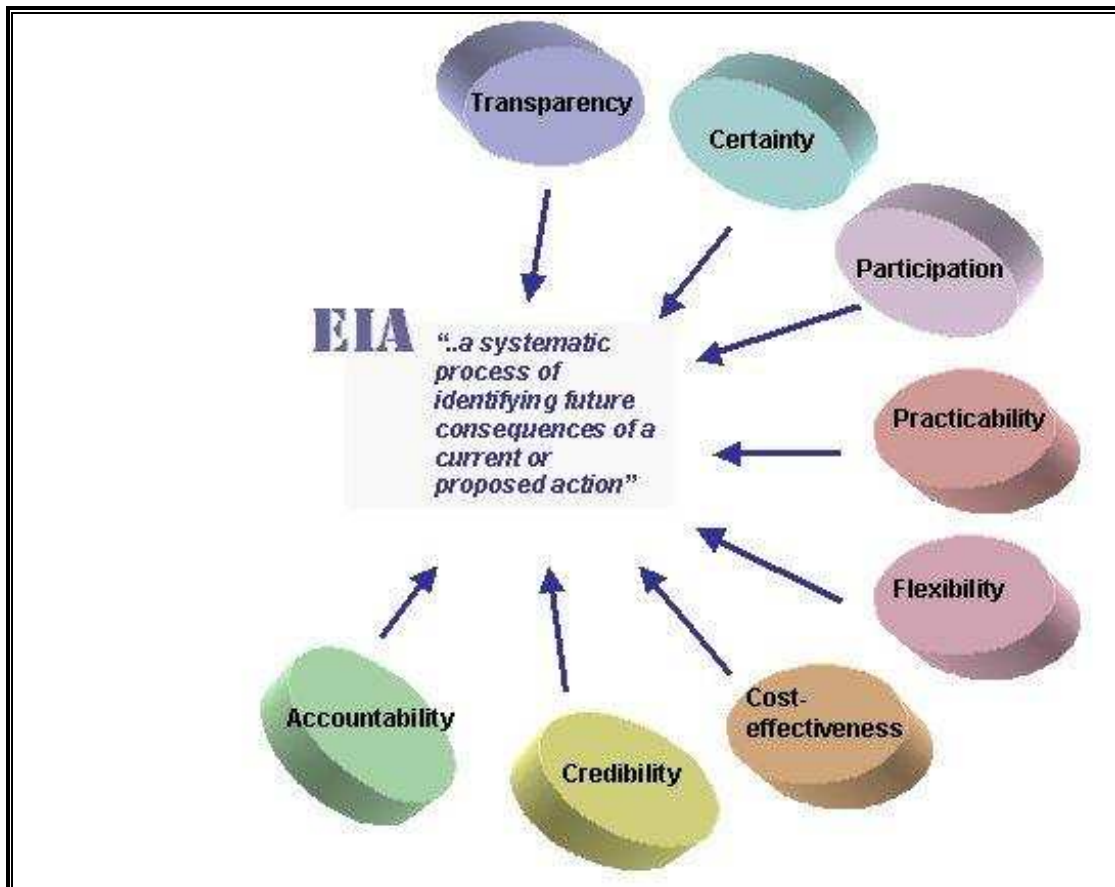 Transparency
Certainty
Participation
EIA
“..a systematic
process of
identifying future
consequences of a
current or
proposed action”
Practicability
Flexibility
Cost-
effectiveness
Accountability
Credibility